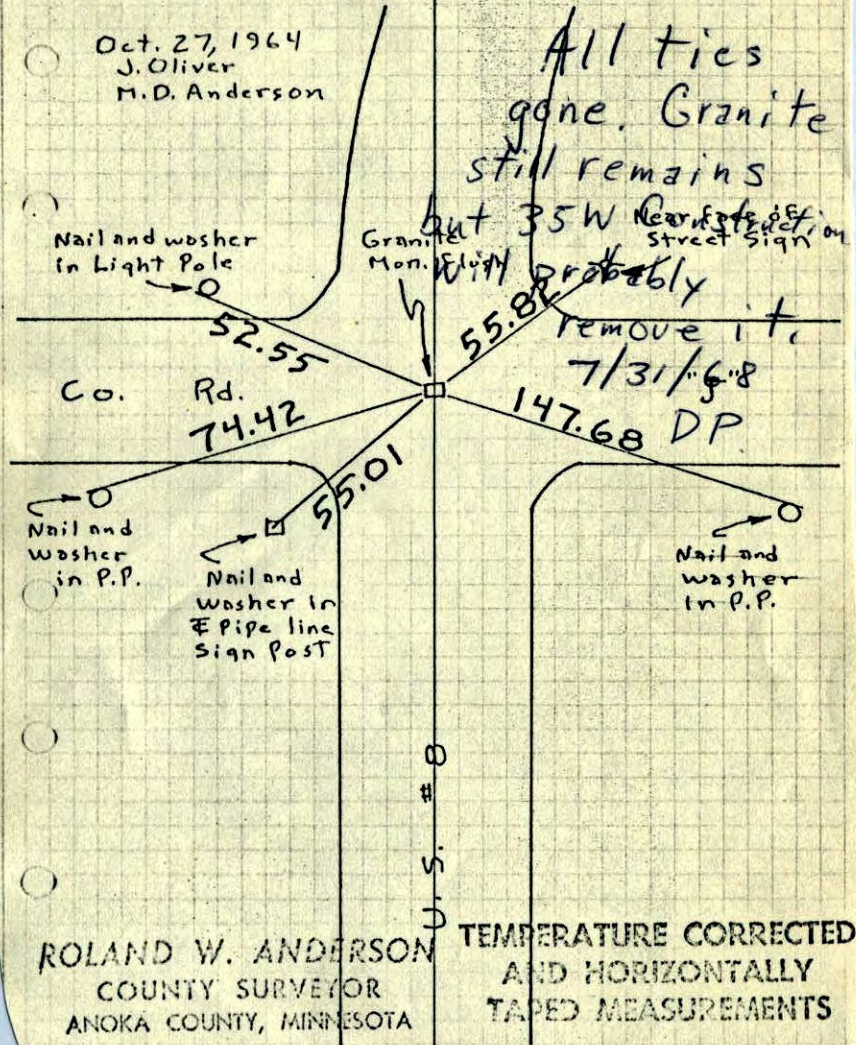 Oct. 27, 1964
J. Oliver
M.D. Anderson
All ties
gone. Granite
still remains
but 35W Construction
will probably
remove it.
7/31/68
DP
Nail and washer
in Light Pole
Granite
Mon. Flush
Near face of
Street Sign
52.55
55.82
Co. Rd. "J"
74.42
147.68
55.01
Nail and
washer
in P.P.
Nail and
washer in
℄ Pipe line
Sign Post
Nail and
washer
in P.P.
U.S. #8
ROLAND W. ANDERSON
COUNTY SURVEYOR
ANOKA COUNTY, MINNESOTA
TEMPERATURE CORRECTED
AND HORIZONTALLY
TAPED MEASUREMENTS